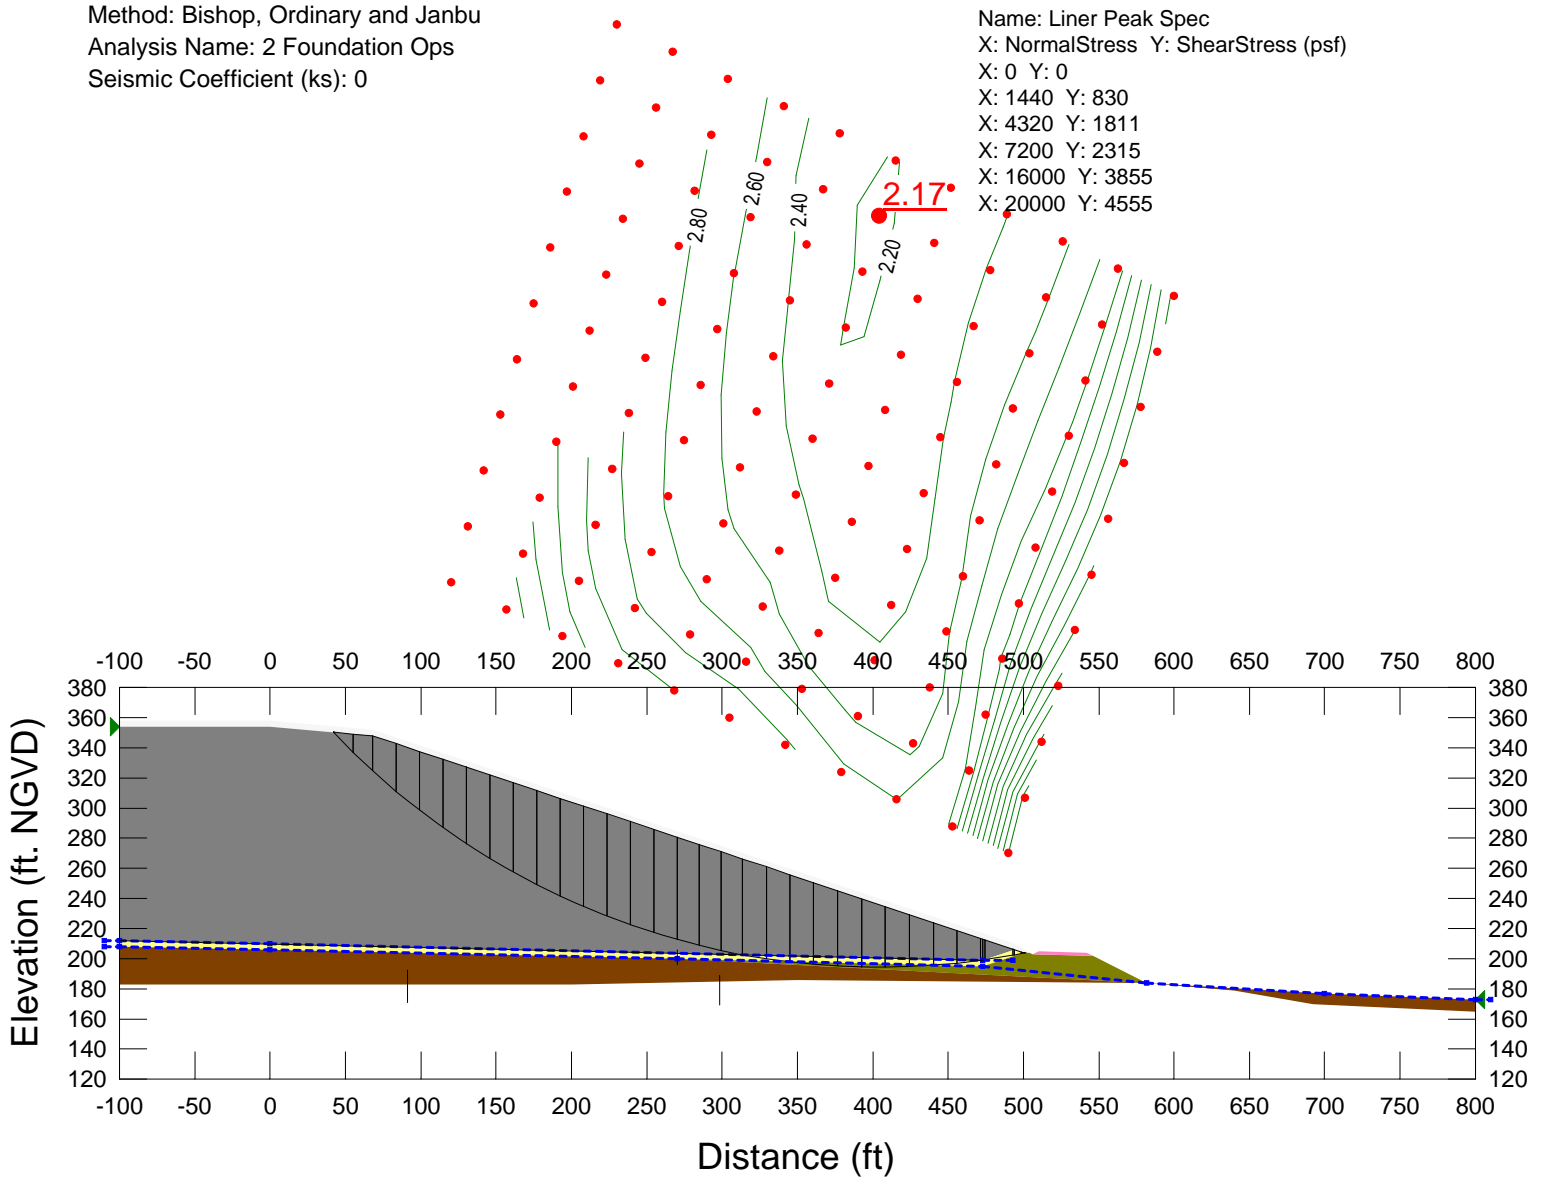 Method: Bishop, Ordinary and Janbu
Analysis Name: 2 Foundation Ops
Seismic Coefficient (ks): 0
Name: Liner Peak Spec
X: NormalStress Y: ShearStress (psf)
X: 0 Y: 0
X: 1440 Y: 830
X: 4320 Y: 1811
X: 7200 Y: 2315
X: 16000 Y: 3855
X: 20000 Y: 4555
2.17
2.80
2.60
2.40
2.20
-100 -50 0 50 100 150 200 250 300 350 400 450 500 550 600 650 700 750 800
380 380
360 360
340 340
320 320
300 300
280 280
260 260
240 240
220 220
200 200
180 180
160 160
140 140
120 120
-100 -50 0 50 100 150 200 250 300 350 400 450 500 550 600 650 700 750 800
Elevation (ft. NGVD)
Distance (ft)